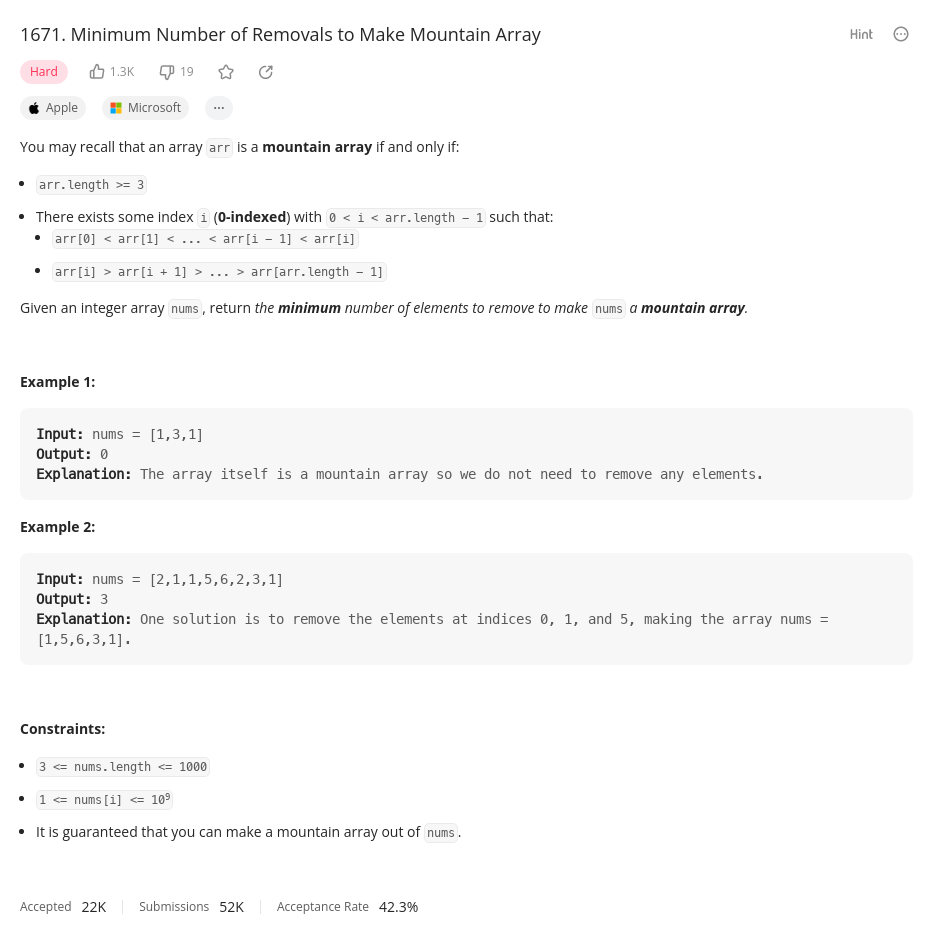 1671. Minimum Number of Removals to Make Mountain Array
Hint
Hard 1.3K 19
Apple Microsoft ...
You may recall that an array arr is a mountain array if and only if:
arr.length >= 3
There exists some index i (0-indexed) with 0 < i < arr.length − 1 such that:
arr[0] < arr[1] < ... < arr[i − 1] < arr[i]
arr[i] > arr[i + 1] > ... > arr[arr.length − 1]
Given an integer array nums, return the minimum number of elements to remove to make nums a mountain array.
Example 1:
Input: nums = [1,3,1]
Output: 0
Explanation: The array itself is a mountain array so we do not need to remove any elements.
Example 2:
Input: nums = [2,1,1,5,6,2,3,1]
Output: 3
Explanation: One solution is to remove the elements at indices 0, 1, and 5, making the array nums =
[1,5,6,3,1].
Constraints:
3 <= nums.length <= 1000
1 <= nums[i] <= 10⁹
It is guaranteed that you can make a mountain array out of nums.
Accepted 22K Submissions 52K Acceptance Rate 42.3%